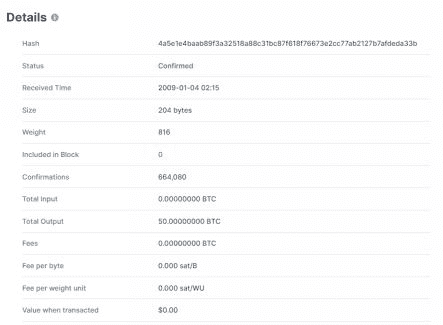 Details
Hash 4a5e1e4baab89f3a32518a88c31bc87f618f76673e2cc77ab2127b7afdeda33b
Status Confirmed
Received Time 2009-01-04 02:15
Size 204 bytes
Weight 816
Included in Block 0
Confirmations 664,080
Total Input 0.00000000 BTC
Total Output 50.00000000 BTC
Fees 0.00000000 BTC
Fee per byte 0.000 sat/B
Fee per weight unit 0.000 sat/WU
Value when transacted $0.00